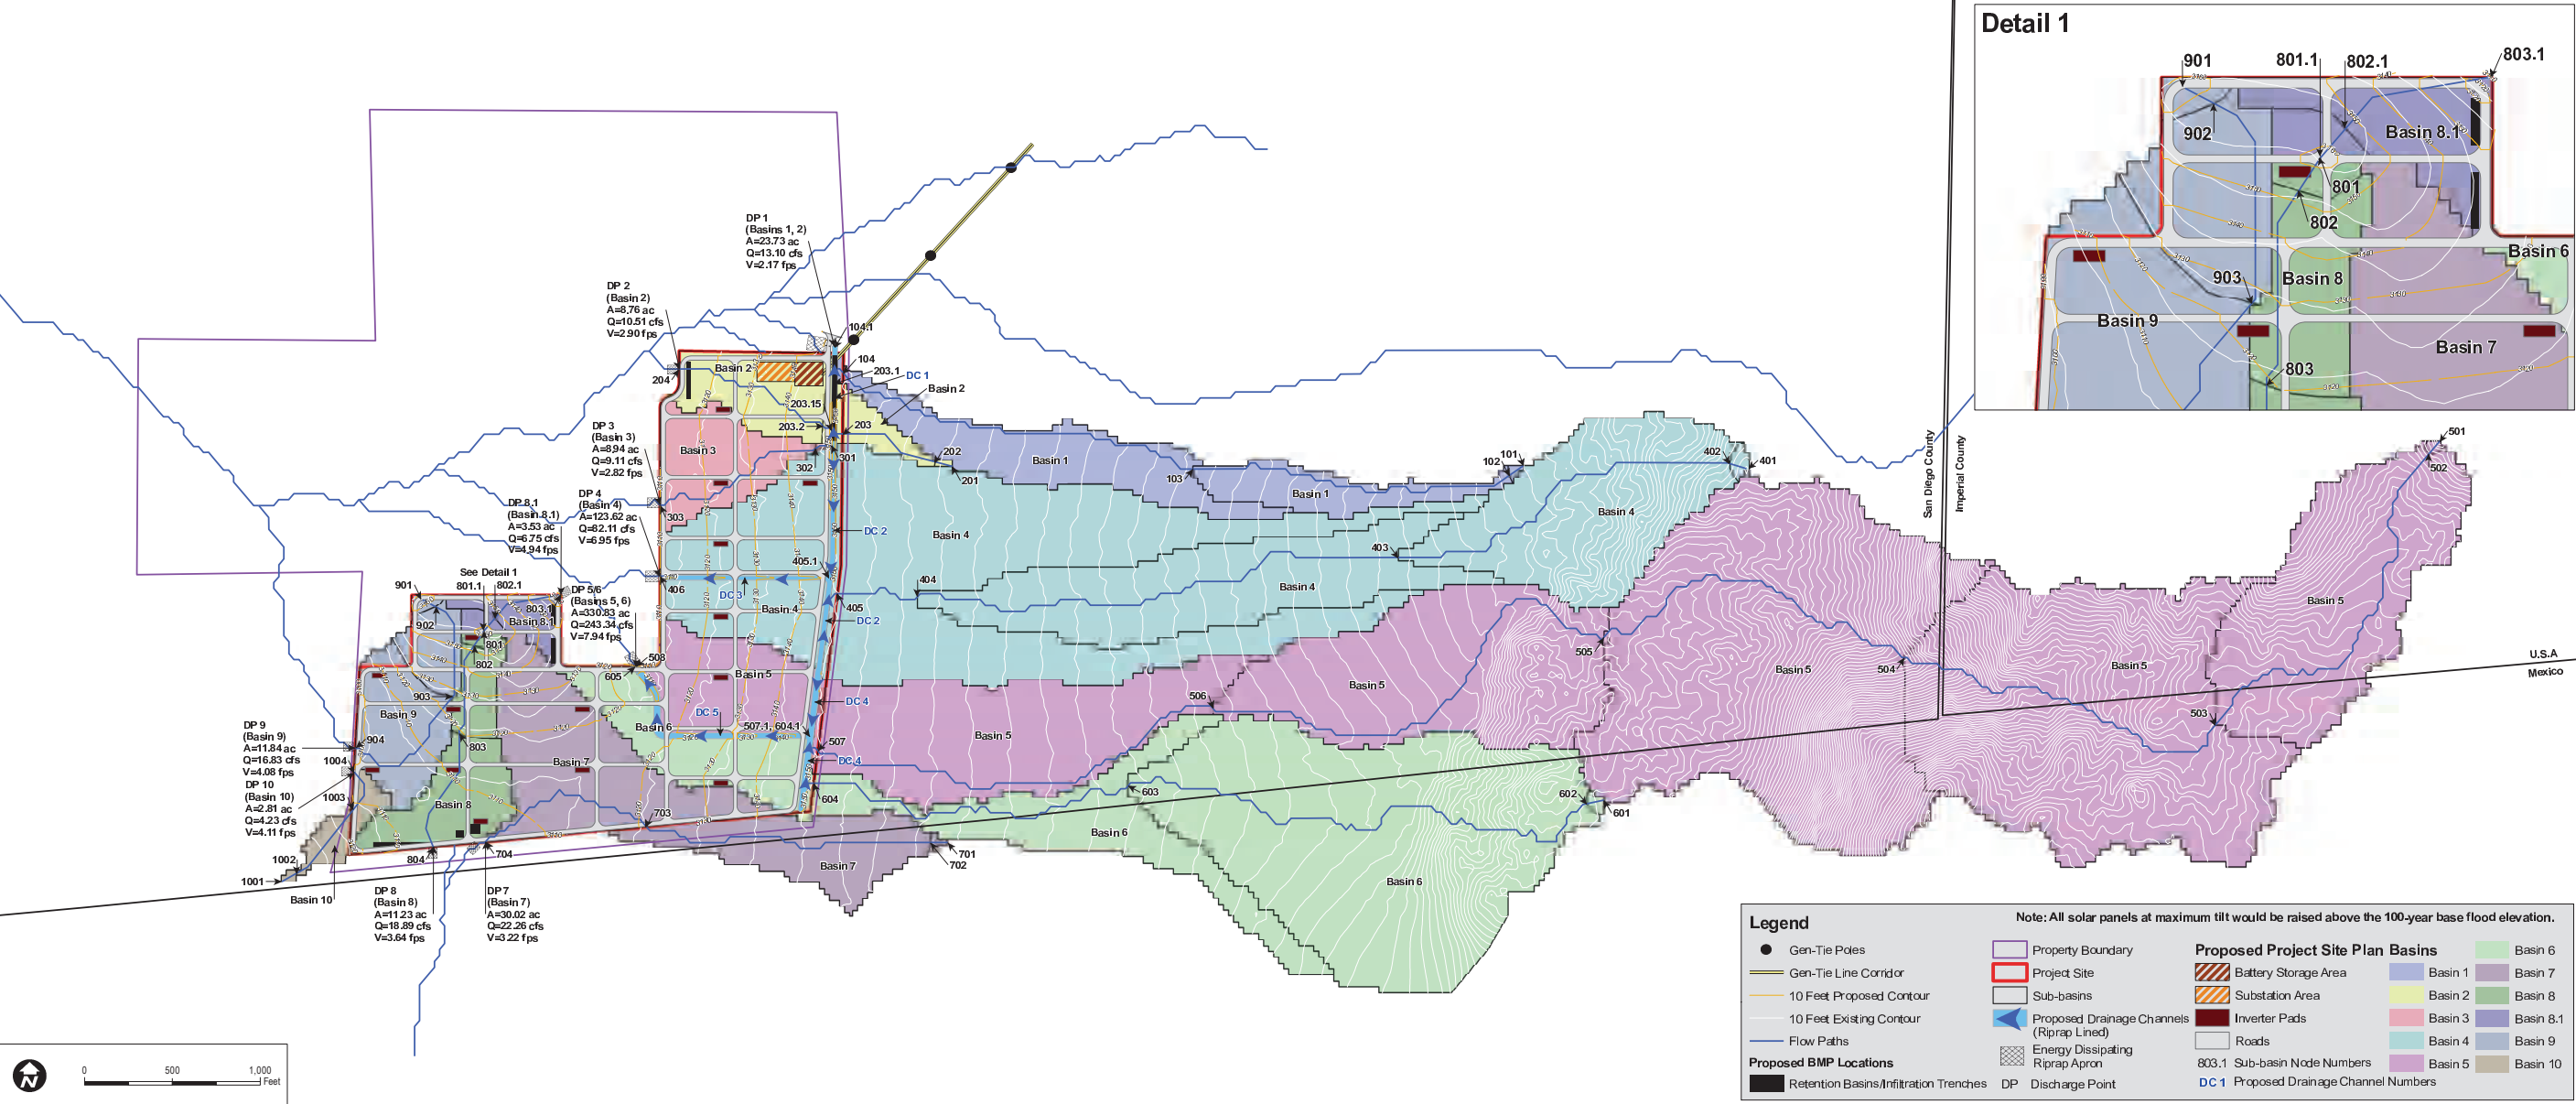 Detail 1
901
801.1
802.1
803.1
902
Basin 8.1
801
802
Basin 6
903
Basin 8
Basin 9
Basin 7
803
DP 1
(Basins 1, 2)
A=23.73 ac
Q=13.10 cfs
V=2.17 fps
DP 2
(Basin 2)
A=8.76 ac
Q=10.51 cfs
V=2.90 fps
104.1
104
203.1
DC 1
Basin 2
204
Basin 2
203.15
203.2
203
DP 3
(Basin 3)
A=8.94 ac
Q=9.11 cfs
V=2.82 fps
Basin 3
302
301
202
201
Basin 1
103
102
101
Basin 1
402
401
501
502
San Diego County
Imperial County
DP 8.1
(Basin 8.1)
A=3.53 ac
Q=6.75 cfs
V=4.94 fps
DP 4
(Basin 4)
A=123.62 ac
Q=82.11 cfs
V=6.95 fps
303
DC 2
Basin 4
Basin 4
403
405.1
404
Basin 4
406
DC 3
Basin 4
405
DC 2
901
See Detail 1
801.1
802.1
803.1
Basin 8.1
902
801
802
DP 5/6
(Basins 5, 6)
A=330.83 ac
Q=243.34 cfs
V=7.94 fps
508
605
Basin 5
505
504
Basin 5
Basin 5
Basin 5
U.S.A
Mexico
903
Basin 9
Basin 6
DC 5
507.1, 604.1
DC 4
506
Basin 5
Basin 5
503
DP 9
(Basin 9)
A=11.84 ac
Q=16.83 cfs
V=4.08 fps
904
1004
803
507
DC 4
Basin 7
DP 10
(Basin 10)
A=2.81 ac
Q=4.23 cfs
V=4.11 fps
1003
Basin 8
703
604
603
602
601
Basin 6
1002
1001
804
704
701
702
Basin 7
Basin 6
Basin 10
DP 8
(Basin 8)
A=11.23 ac
Q=18.89 cfs
V=3.64 fps
DP 7
(Basin 7)
A=30.02 ac
Q=22.26 cfs
V=3.22 fps
N
0
500
1,000
Feet
Legend
Note: All solar panels at maximum tilt would be raised above the 100-year base flood elevation.
Gen-Tie Poles
Gen-Tie Line Corridor
10 Feet Proposed Contour
10 Feet Existing Contour
Flow Paths
Proposed BMP Locations
Retention Basins/Infiltration Trenches
Property Boundary
Project Site
Sub-basins
Proposed Drainage Channels
(Riprap Lined)
Energy Dissipating
Riprap Apron
DP Discharge Point
Proposed Project Site Plan
Battery Storage Area
Substation Area
Inverter Pads
Roads
803.1 Sub-basin Node Numbers
DC 1 Proposed Drainage Channel Numbers
Basins
Basin 1
Basin 2
Basin 3
Basin 4
Basin 5
Basin 6
Basin 7
Basin 8
Basin 8.1
Basin 9
Basin 10